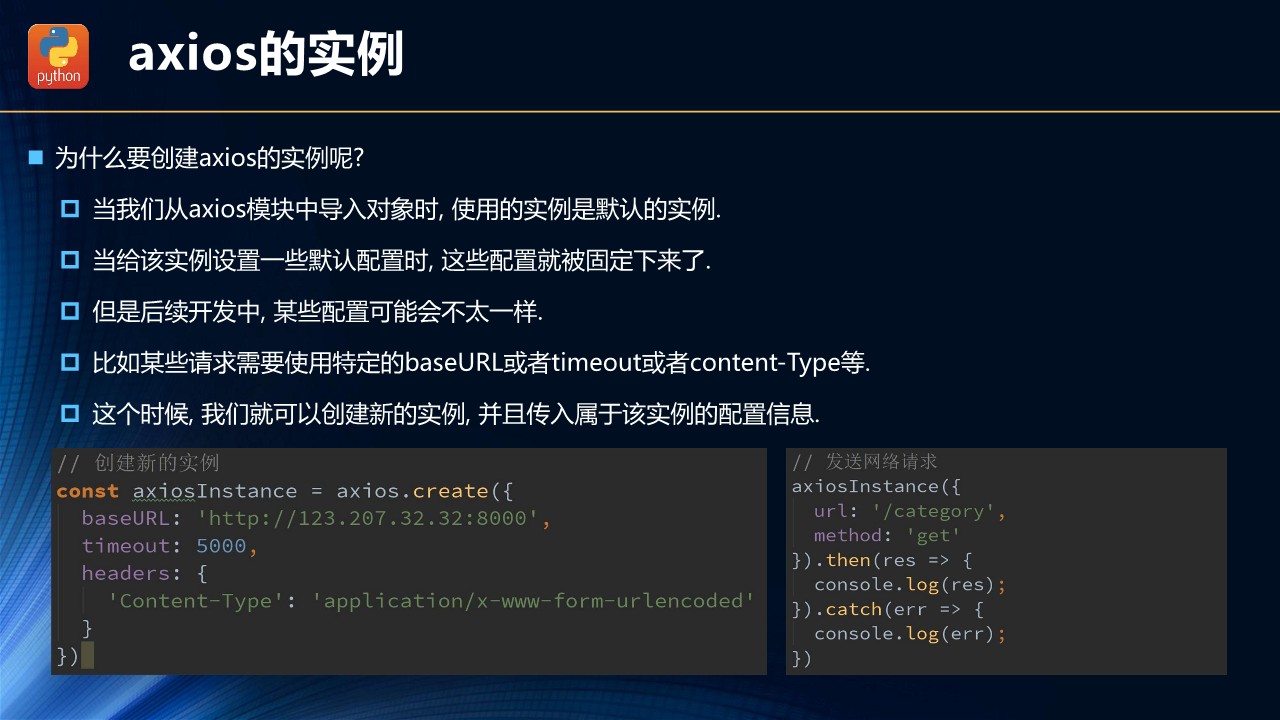 python
axios的实例
为什么要创建axios的实例呢?
当我们从axios模块中导入对象时, 使用的实例是默认的实例.
当给该实例设置一些默认配置时, 这些配置就被固定下来了.
但是后续开发中, 某些配置可能会不太一样.
比如某些请求需要使用特定的baseURL或者timeout或者content-Type等.
这个时候, 我们就可以创建新的实例, 并且传入属于该实例的配置信息.
// 创建新的实例
const axiosInstance = axios.create({
  baseURL: 'http://123.207.32.32:8000',
  timeout: 5000,
  headers: {
    'Content-Type': 'application/x-www-form-urlencoded'
  }
})
// 发送网络请求
axiosInstance({
  url: '/category',
  method: 'get'
}).then(res => {
  console.log(res);
}).catch(err => {
  console.log(err);
})